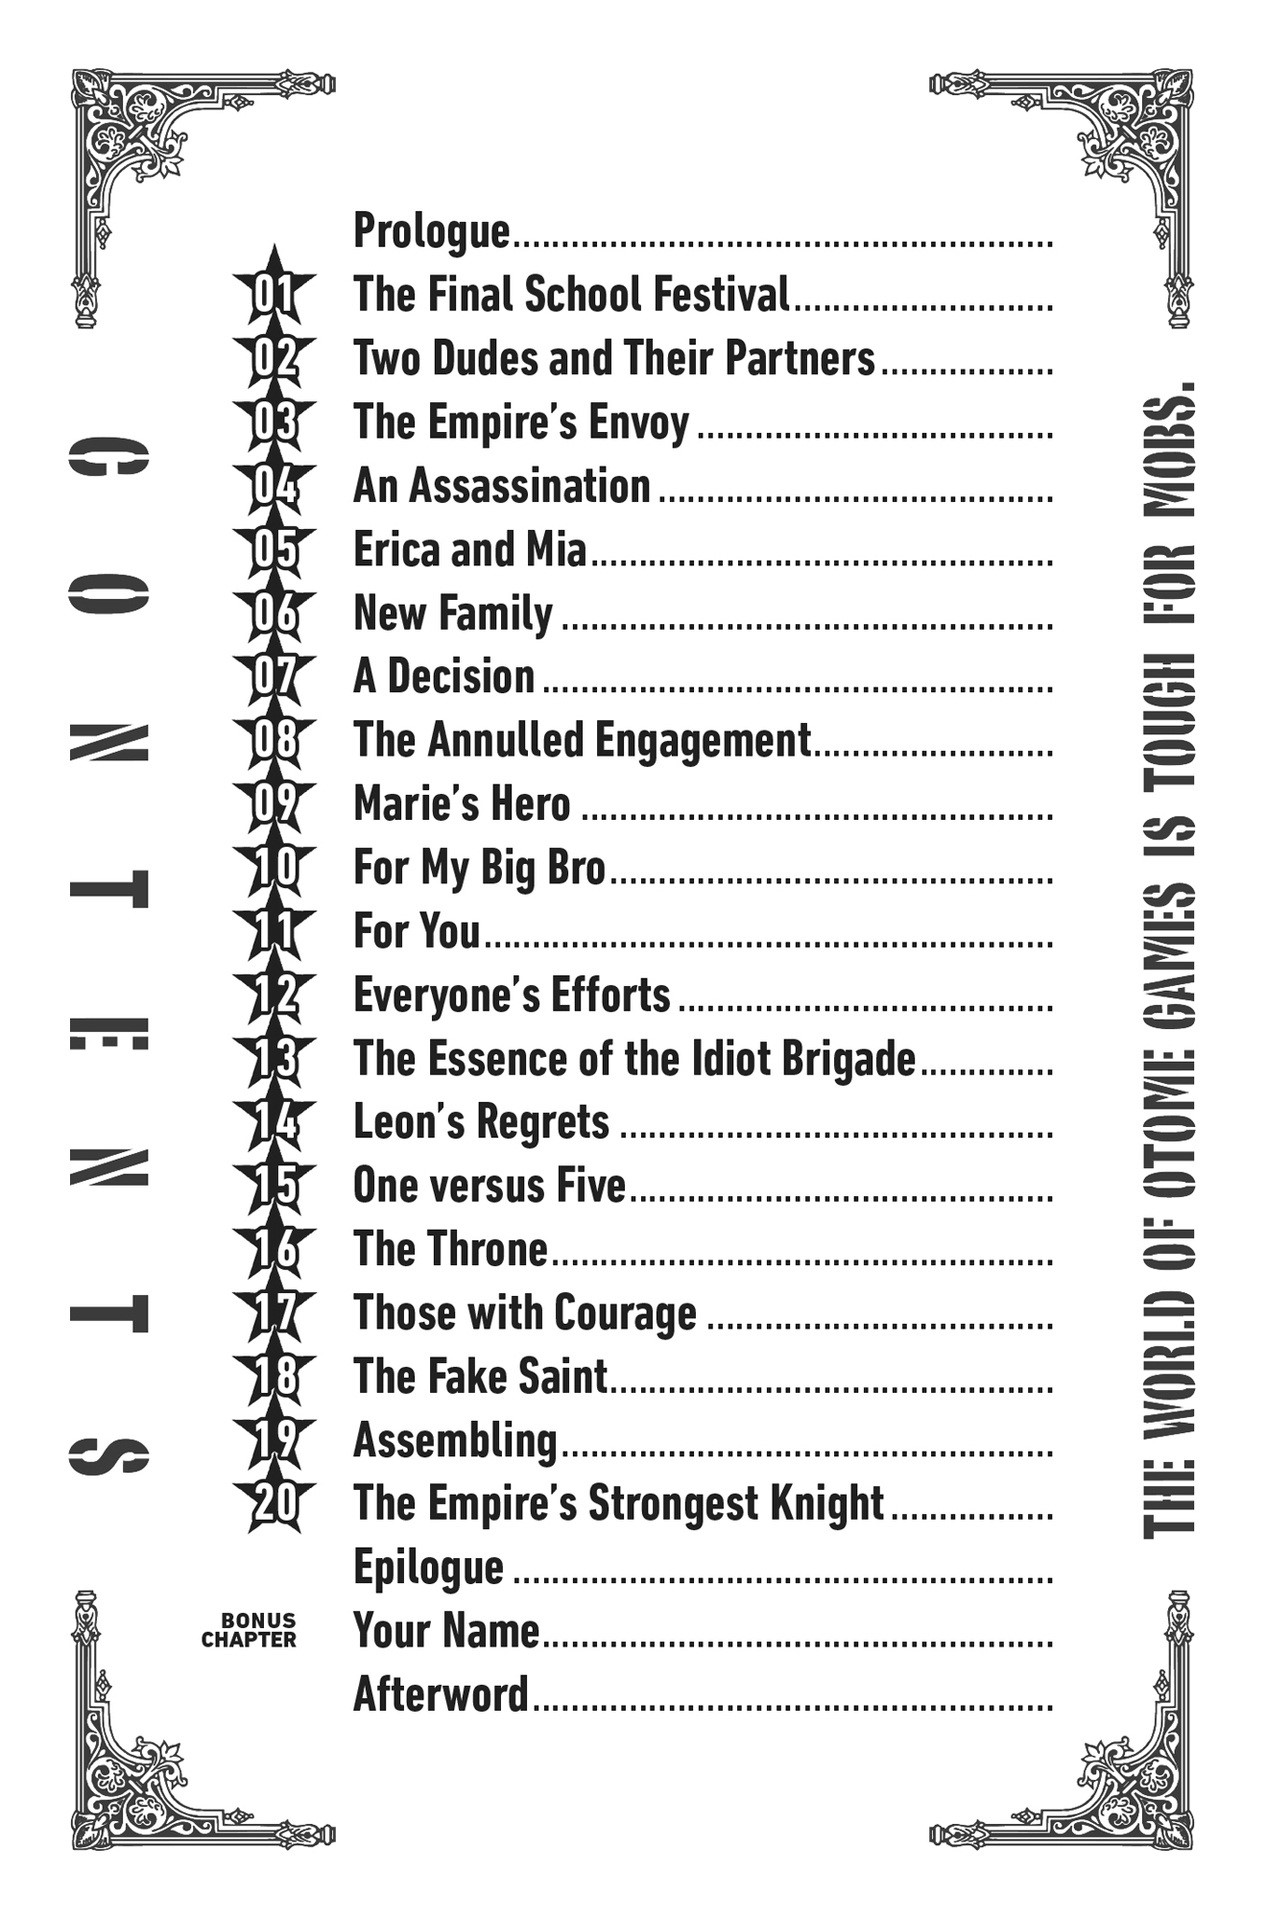 CONTENTS
Prologue
01 The Final School Festival
02 Two Dudes and Their Partners
03 The Empire’s Envoy
04 An Assassination
05 Erica and Mia
06 New Family
07 A Decision
08 The Annulled Engagement
09 Marie’s Hero
10 For My Big Bro
11 For You
12 Everyone’s Efforts
13 The Essence of the Idiot Brigade
14 Leon’s Regrets
15 One versus Five
16 The Throne
17 Those with Courage
18 The Fake Saint
19 Assembling
20 The Empire’s Strongest Knight
Epilogue
BONUS CHAPTER Your Name
Afterword
THE WORLD OF OTOME GAMES IS TOUGH FOR MOBS.